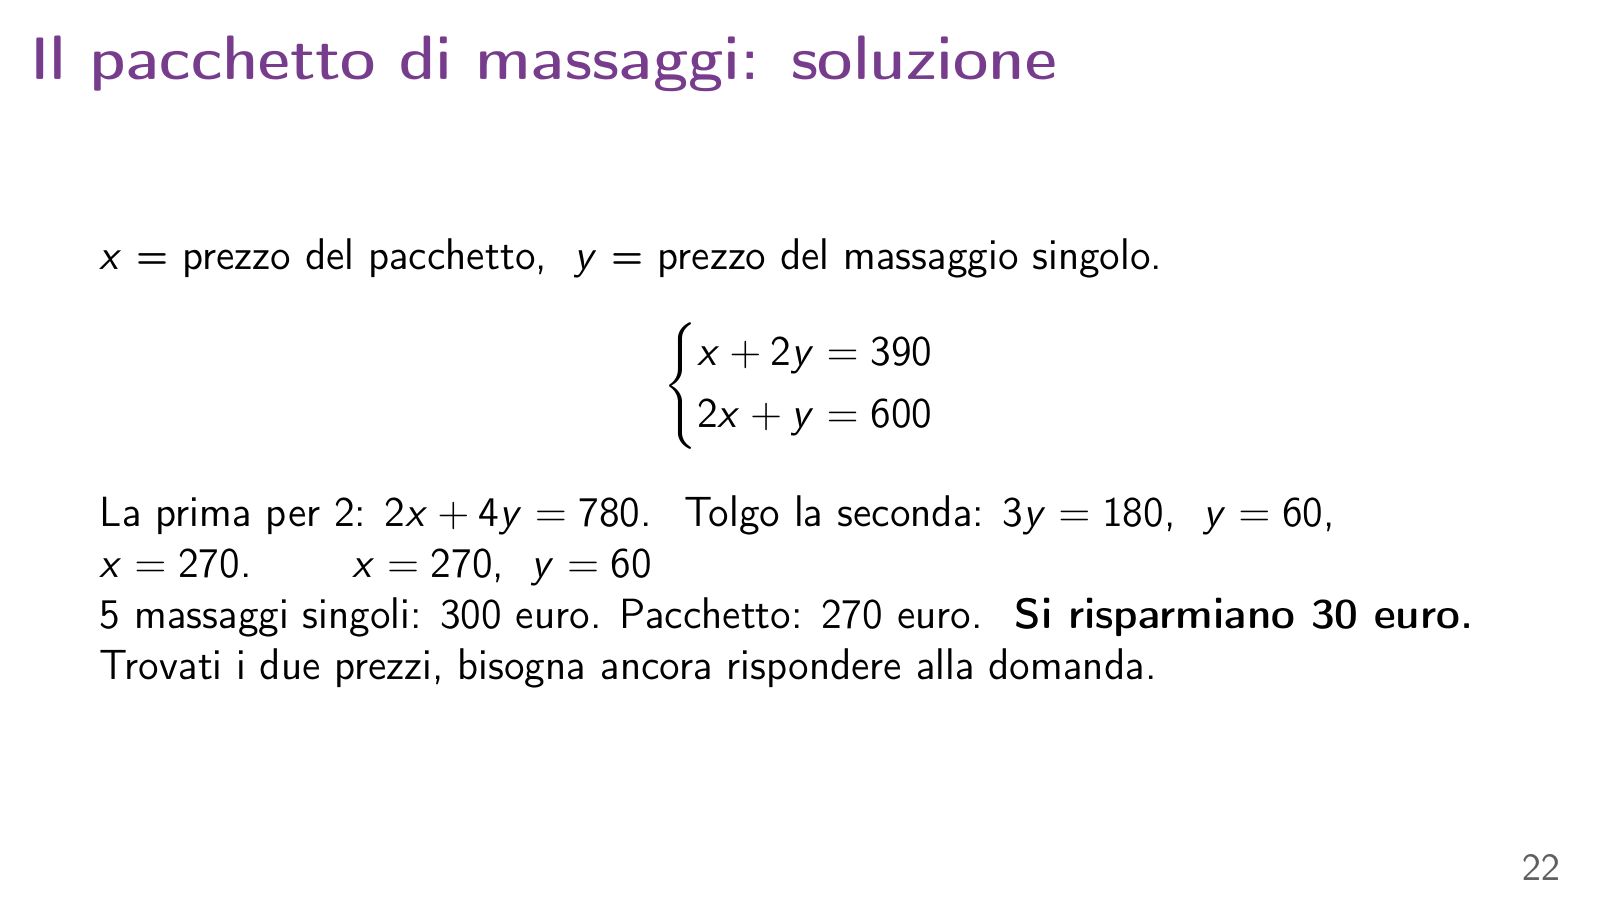 Il pacchetto di massaggi: soluzione
x = prezzo del pacchetto, y = prezzo del massaggio singolo.
x + 2y = 390
2x + y = 600
La prima per 2: 2x + 4y = 780. Tolgo la seconda: 3y = 180, y = 60,
x = 270. x = 270, y = 60
5 massaggi singoli: 300 euro. Pacchetto: 270 euro. Si risparmiano 30 euro.
Trovati i due prezzi, bisogna ancora rispondere alla domanda.
22